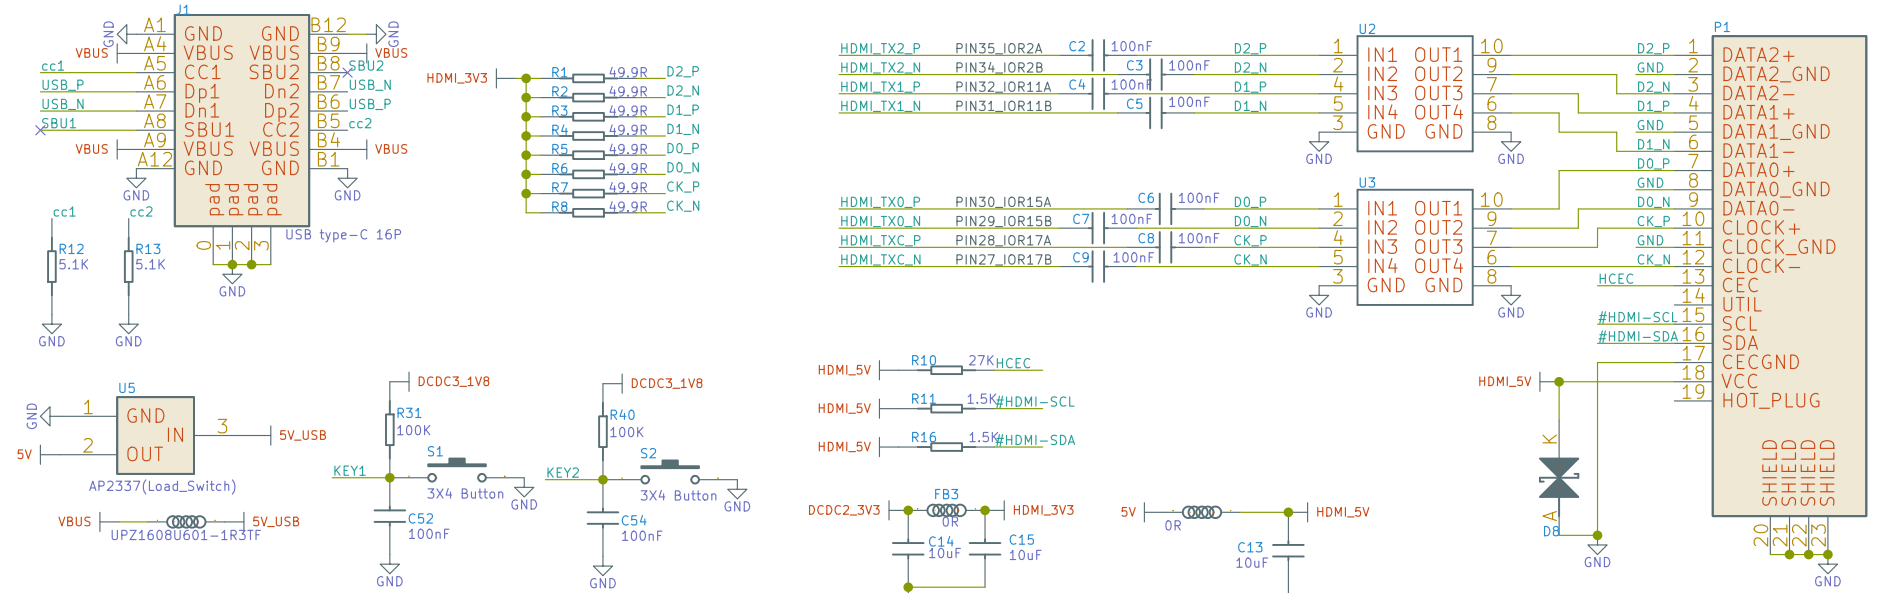 J1
GND A1 GND GND B12 GND
VBUS A4 VBUS VBUS B9 VBUS
cc1 A5 CC1 SBU2 B8 SBU2
USB_P A6 Dp1 Dn2 B7 USB_N
USB_N A7 Dn1 Dp2 B6 USB_P
SBU1 A8 SBU1 CC2 B5 cc2
VBUS A9 VBUS VBUS B4 VBUS
A12 GND GND B1
GND GND
pad pad pad pad
0 1 2 3
USB type-C 16P
GND
cc1
R12
5.1K
GND
cc2
R13
5.1K
GND
HDMI_3V3
R1 49.9R D2_P
R2 49.9R D2_N
R3 49.9R D1_P
R4 49.9R D1_N
R5 49.9R D0_P
R6 49.9R D0_N
R7 49.9R CK_P
R8 49.9R CK_N
U5
GND 1 GND
IN 3 5V_USB
5V 2 OUT
AP2337(Load_Switch)
VBUS 5V_USB
UPZ1608U601-1R3TF
DCDC3_1V8
R31
100K
KEY1
S1
3X4 Button
GND
C52
100nF
GND
DCDC3_1V8
R40
100K
KEY2
S2
3X4 Button
GND
C54
100nF
GND
HDMI_TX2_P PIN35_IOR2A C2 100nF D2_P
HDMI_TX2_N PIN34_IOR2B C3 100nF D2_N
HDMI_TX1_P PIN32_IOR11A C4 100nF D1_P
HDMI_TX1_N PIN31_IOR11B C5 100nF D1_N
U2
1 IN1 OUT1 10
2 IN2 OUT2 9
4 IN3 OUT3 7
5 IN4 OUT4 6
3 GND GND 8
GND GND
HDMI_TX0_P PIN30_IOR15A C6 100nF D0_P
HDMI_TX0_N PIN29_IOR15B C7 100nF D0_N
HDMI_TXC_P PIN28_IOR17A C8 100nF CK_P
HDMI_TXC_N PIN27_IOR17B C9 100nF CK_N
U3
1 IN1 OUT1 10
2 IN2 OUT2 9
4 IN3 OUT3 7
5 IN4 OUT4 6
3 GND GND 8
GND GND
HDMI_5V R10 27K HCEC
HDMI_5V R11 1.5K #HDMI-SCL
HDMI_5V R16 1.5K #HDMI-SDA
DCDC2_3V3 FB3 HDMI_3V3
0R
C14
10uF
C15
10uF
5V HDMI_5V
0R
C13
10uF
P1
D2_P 1 DATA2+
GND 2 DATA2_GND
D2_N 3 DATA2-
D1_P 4 DATA1+
GND 5 DATA1_GND
D1_N 6 DATA1-
D0_P 7 DATA0+
GND 8 DATA0_GND
D0_N 9 DATA0-
CK_P 10 CLOCK+
GND 11 CLOCK_GND
CK_N 12 CLOCK-
HCEC 13 CEC
14 UTIL
#HDMI-SCL 15 SCL
#HDMI-SDA 16 SDA
17 CECGND
HDMI_5V 18 VCC
19 HOT_PLUG
SHIELD SHIELD SHIELD SHIELD
20 21 22 23
GND
K
A
D8
GND